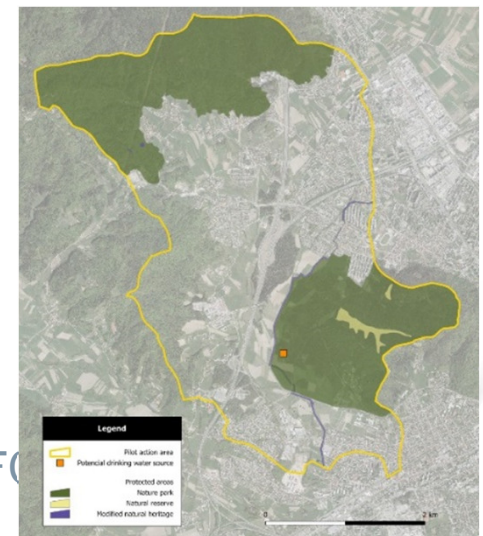 Legend
Pilot action area
Potencial drinking water source
Protected areas
Nature park
Natural reserve
Modified natural heritage
0
2 km